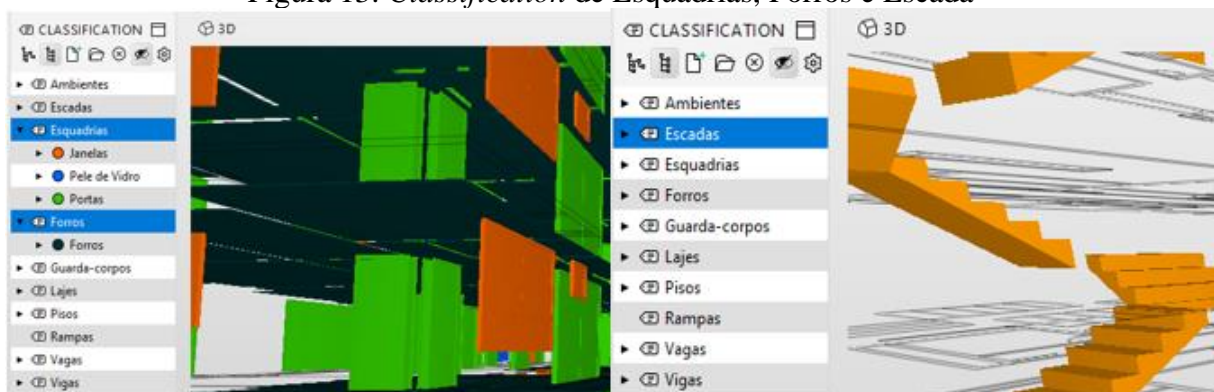 Figura 15: Classification de Esquadrias, Forros e Escada
CLASSIFICATION
3D
Ambientes
Escadas
Esquadrias
Janelas
Pele de Vidro
Portas
Forros
Forros
Guarda-corpos
Lajes
Pisos
Rampas
Vagas
Vigas
CLASSIFICATION
3D
Ambientes
Escadas
Esquadrias
Forros
Guarda-corpos
Lajes
Pisos
Rampas
Vagas
Vigas